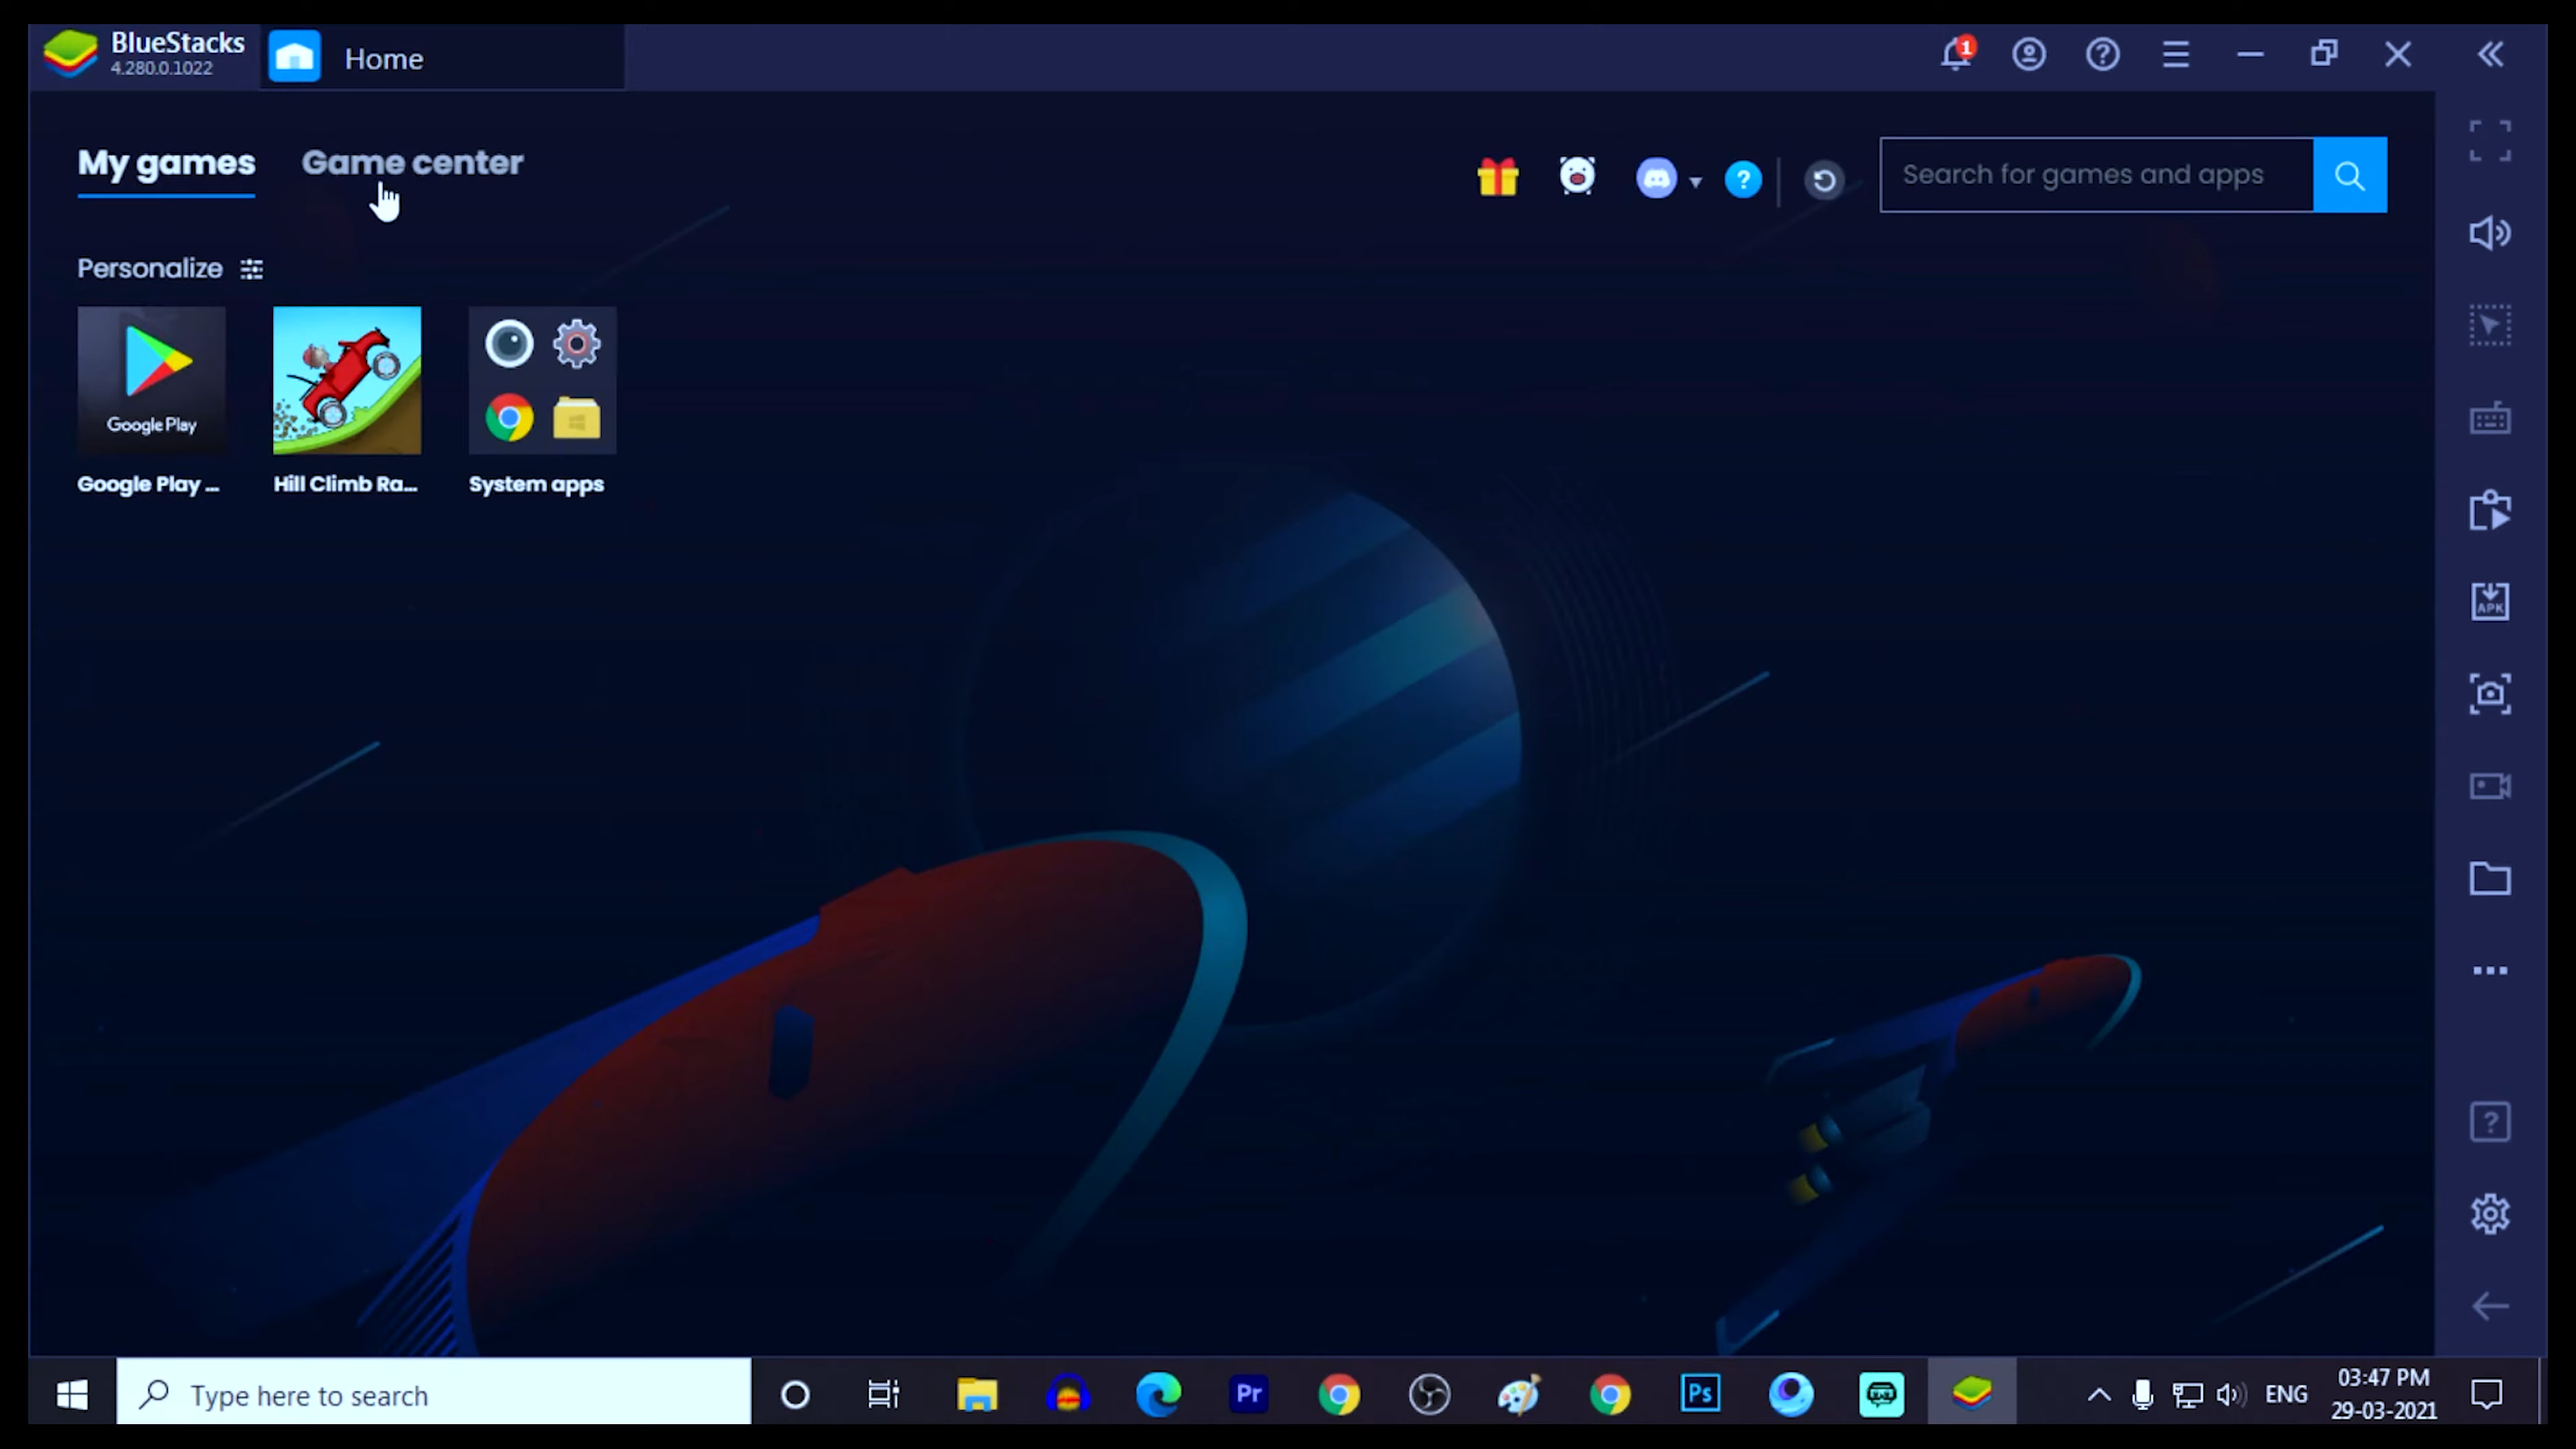 BlueStacks
4.280.0.1022
Home
1
My games
Game center
Search for games and apps
Personalize
Google Play
Google Play ...
Hill Climb Ra...
System apps
APK
Type here to search
Pr
Ps
ENG
03:47 PM
29-03-2021